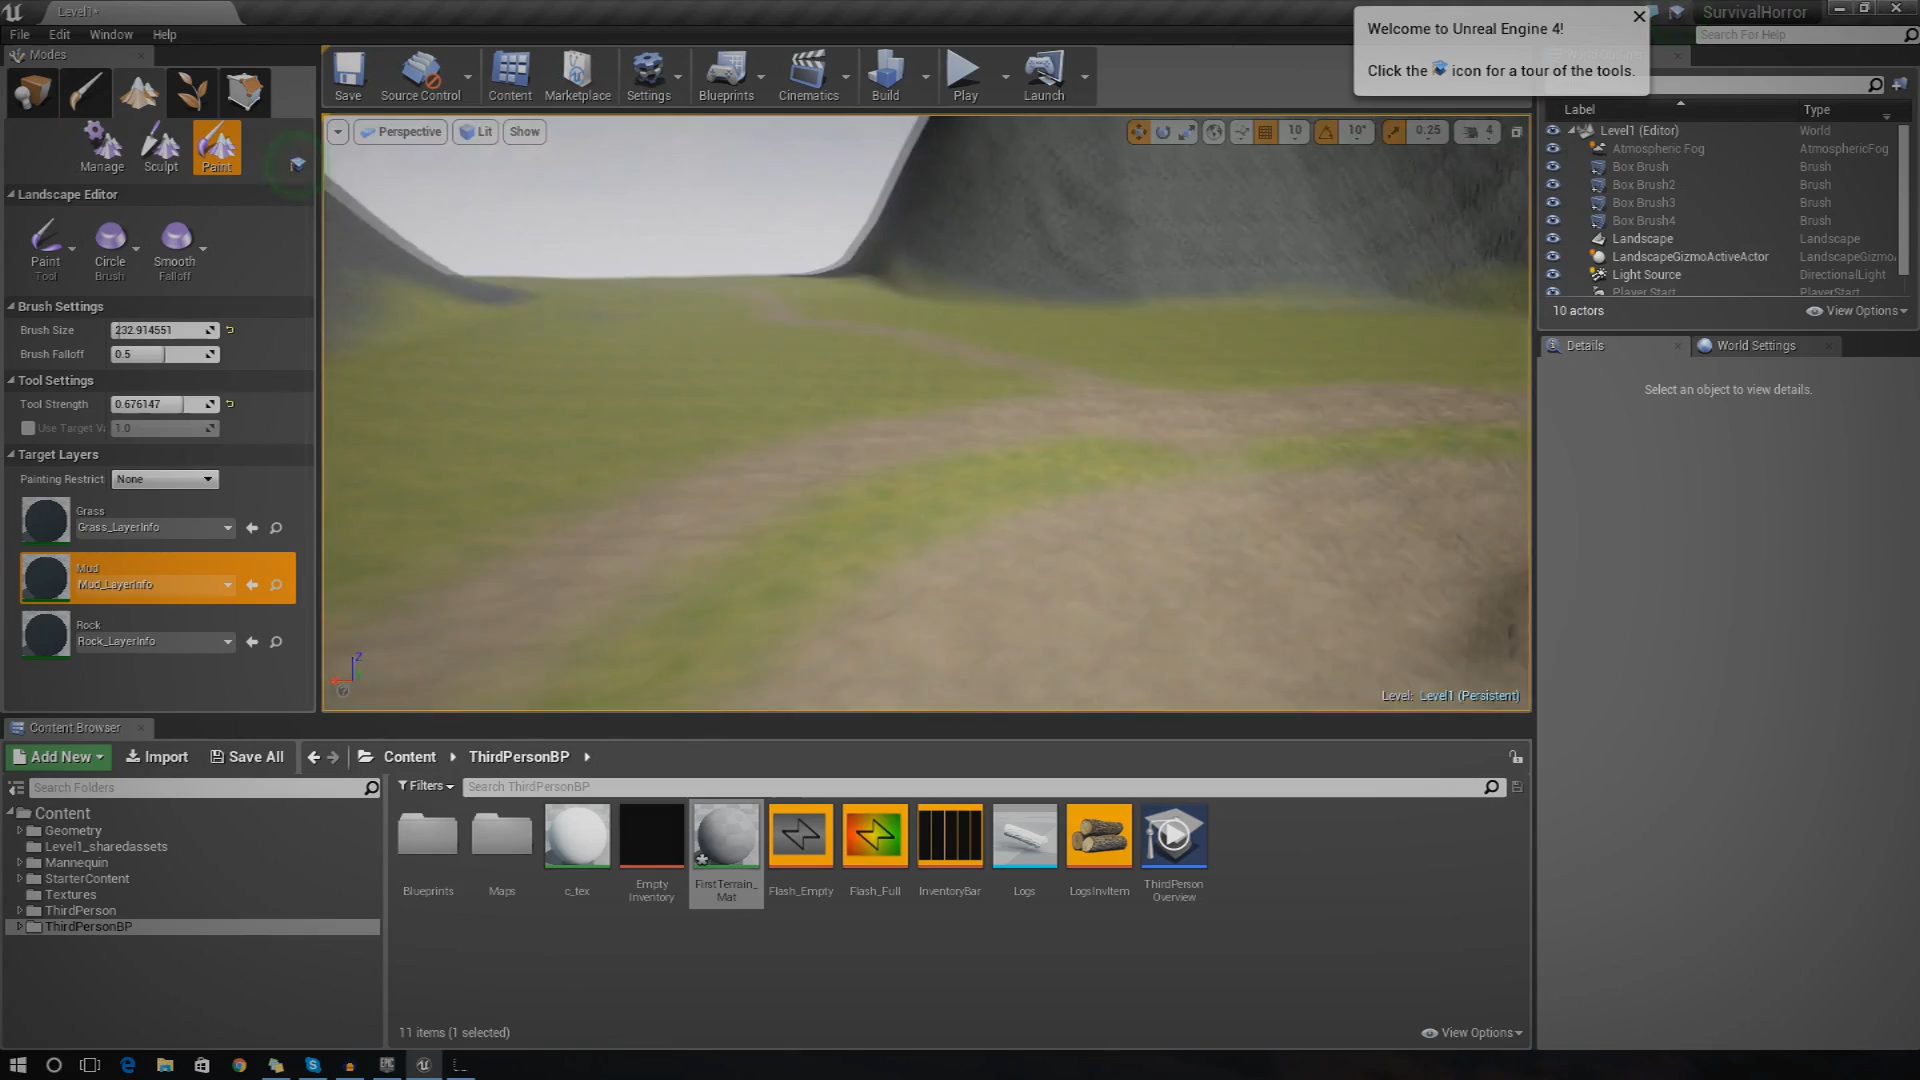 Level1*
SurvivalHorror
File Edit Window Help
Search For Help
Welcome to Unreal Engine 4!
Click the icon for a tour of the tools.
Modes
Save
Source Control
Content
Marketplace
Settings
Blueprints
Cinematics
Build
Play
Launch
Manage
Sculpt
Paint
Landscape Editor
Paint
Tool
Circle
Brush
Smooth
Falloff
Brush Settings
Brush Size 232.914551
Brush Falloff 0.5
Tool Settings
Tool Strength 0.676147
Use Target V 1.0
Target Layers
Painting Restrict None
Grass
Grass_LayerInfo
Mud
Mud_LayerInfo
Rock
Rock_LayerInfo
Perspective
Lit
Show
10
10°
0.25
4
Z
Level: Level1 (Persistent)
Label Type
Level1 (Editor) World
Atmospheric Fog AtmosphericFog
Box Brush Brush
Box Brush2 Brush
Box Brush3 Brush
Box Brush4 Brush
Landscape Landscape
LandscapeGizmoActiveActor LandscapeGizmo
Light Source DirectionalLight
Player Start PlayerStart
10 actors
View Options
Details
World Settings
Select an object to view details.
Content Browser
Add New
Import
Save All
Content
ThirdPersonBP
Search Folders
Filters
Search ThirdPersonBP
Content
Geometry
Level1_sharedassets
Mannequin
StarterContent
Textures
ThirdPerson
ThirdPersonBP
Blueprints
Maps
c_tex
Empty
Inventory
FirstTerrain_
Mat
Flash_Empty
Flash_Full
InventoryBar
Logs
LogsInvItem
ThirdPerson
Overview
11 items (1 selected)
View Options
EPIC